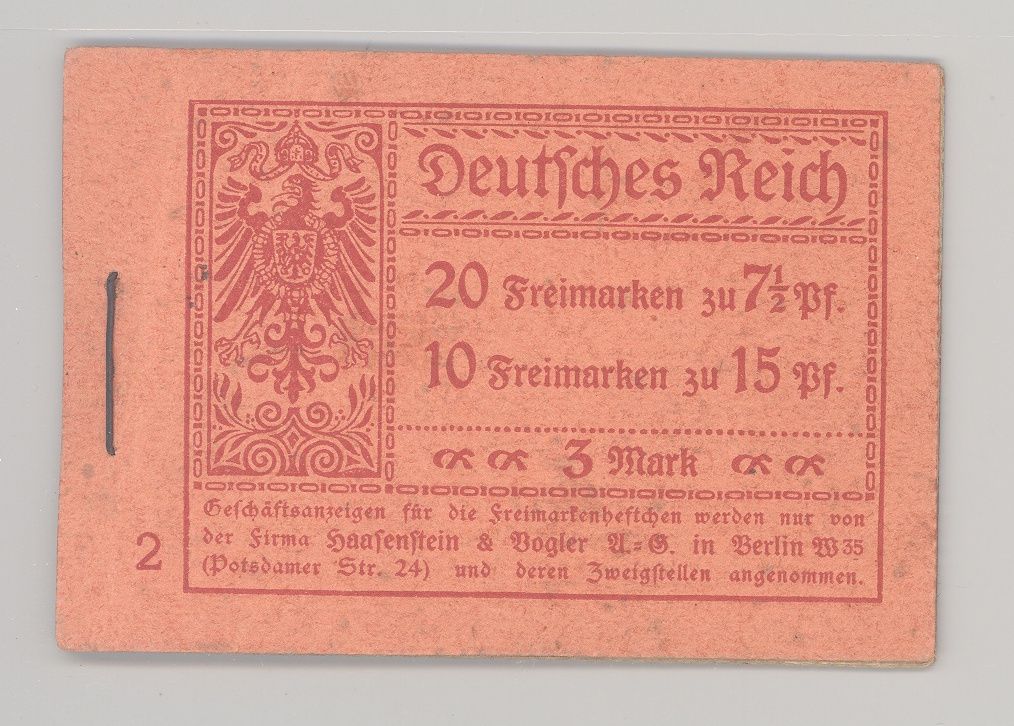 Deutſches Reich
20 Freimarken zu 7½ Pf.
10 Freimarken zu 15 Pf.
3 Mark
Geſchäftsanzeigen für die Freimarkenheftchen werden nur von
der Firma Haaſenſtein & Vogler A.=G. in Berlin W 35
(Potsdamer Str. 24) und deren Zweigſtellen angenommen.
2